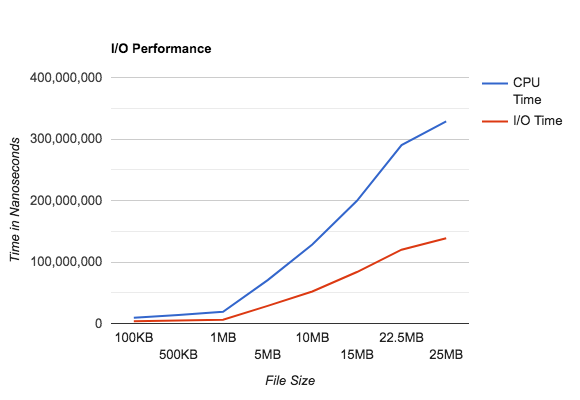 I/O Performance
400,000,000
300,000,000
200,000,000
100,000,000
0
Time in Nanoseconds
100KB
500KB
1MB
5MB
10MB
15MB
22.5MB
25MB
File Size
CPU
Time
I/O Time